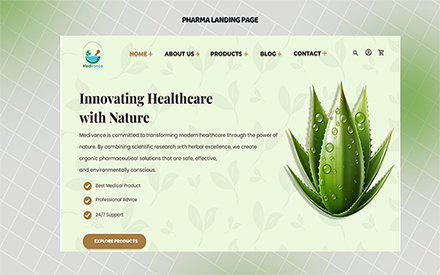 PHARMA LANDING PAGE
Medivance
HOME + ABOUT US + PRODUCTS + BLOG + CONTACT +
Innovating Healthcare
with Nature
Medivance is committed to transforming modern healthcare through the power of
nature. By combining scientific research with herbal excellence, we create
organic pharmaceutical solutions that are safe, effective,
and environmentally conscious.
Best Medical Product
Professional Advice
24/7 Support
EXPLORE PRODUCTS